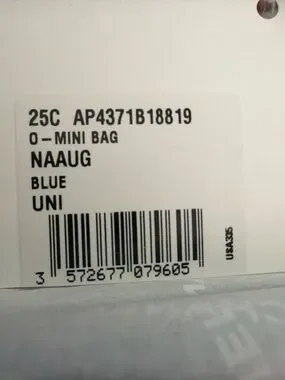 25C AP4371B18819
O-MINI BAG
NAAUG
BLUE
UNI
USA335
3 572677 079605